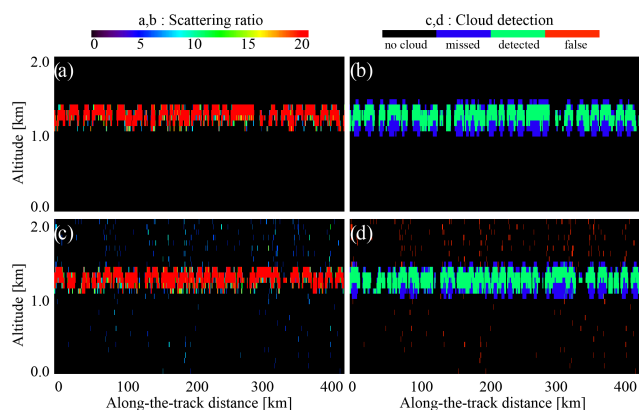 a,b : Scattering ratio
0 5 10 15 20
c,d : Cloud detection
no cloud missed detected false
(a)
(b)
2.0
1.0
0.0
Altitude [km]
(c)
(d)
2.0
1.0
0.0
Altitude [km]
0 100 200 300 400
0 100 200 300 400
Along-the-track distance [km]
Along-the-track distance [km]